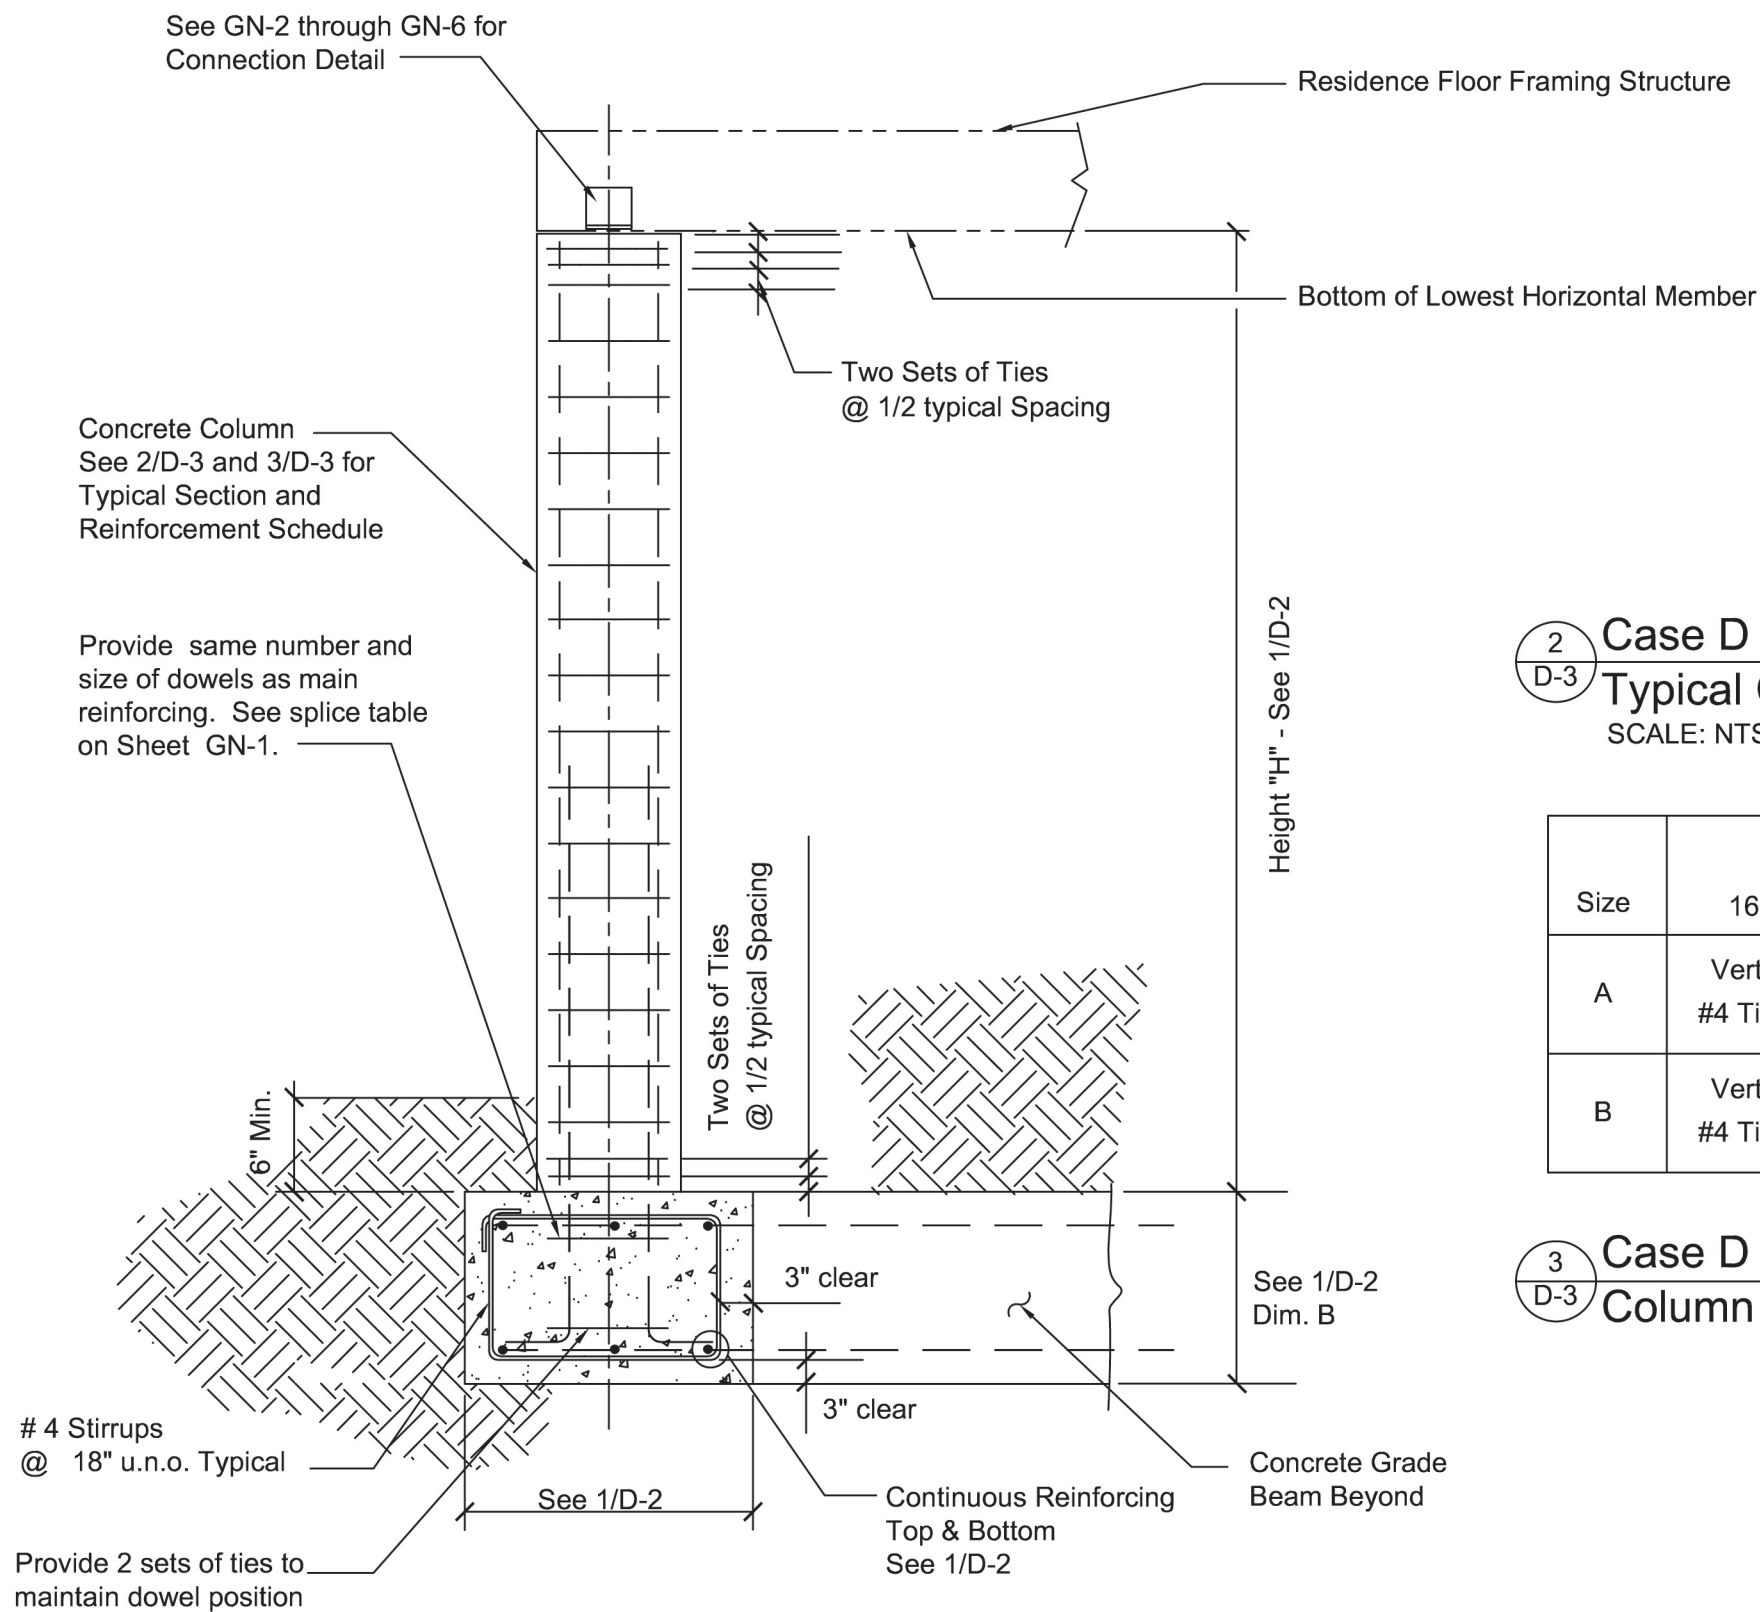 See GN-2 through GN-6 for
Connection Detail
Residence Floor Framing Structure
Bottom of Lowest Horizontal Member
Two Sets of Ties
@ 1/2 typical Spacing
Concrete Column
See 2/D-3 and 3/D-3 for
Typical Section and
Reinforcement Schedule
Provide same number and
size of dowels as main
reinforcing. See splice table
on Sheet GN-1.
Height "H" - See 1/D-2
2
D-3
Case D
Typical
SCALE: NTS
Size
16
A
Vert
#4 Ti
B
Vert
#4 Ti
Two Sets of Ties
@ 1/2 typical Spacing
6" Min.
3" clear
3" clear
See 1/D-2
Dim. B
3
D-3
Case D
Column
# 4 Stirrups
@ 18" u.n.o. Typical
See 1/D-2
Continuous Reinforcing
Top & Bottom
See 1/D-2
Concrete Grade
Beam Beyond
Provide 2 sets of ties to
maintain dowel position